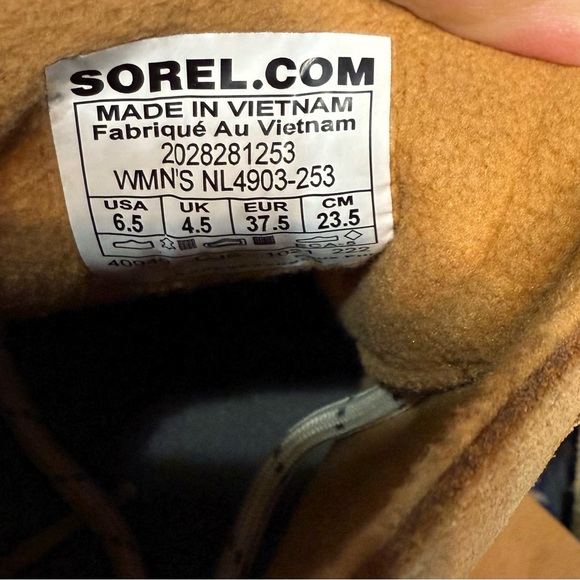 SOREL.COM
MADE IN VIETNAM
Fabriqué Au Vietnam
2028281253
WMN'S NL4903-253
USA UK EUR CM
6.5 4.5 37.5 23.5